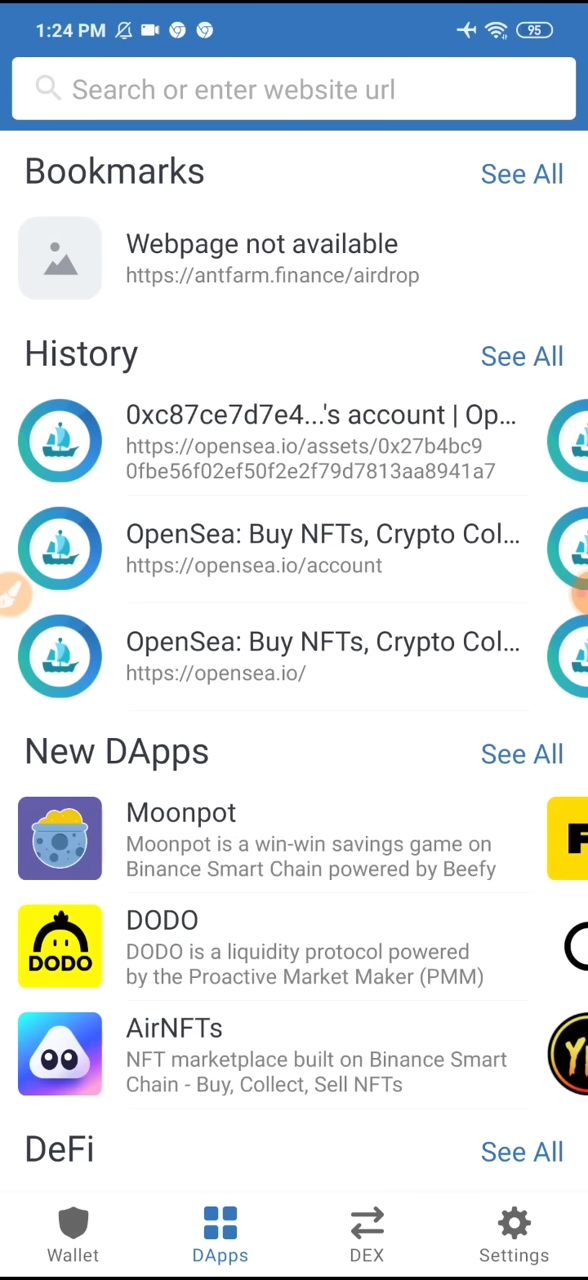 1:24 PM 95
Search or enter website url
Bookmarks See All
Webpage not available
https://antfarm.finance/airdrop
History See All
0xc87ce7d7e4...'s account | Op...
https://opensea.io/assets/0x27b4bc9
0fbe56f02ef50f2e2f79d7813aa8941a7
OpenSea: Buy NFTs, Crypto Col...
https://opensea.io/account
OpenSea: Buy NFTs, Crypto Col...
https://opensea.io/
New DApps See All
Moonpot
Moonpot is a win-win savings game on
Binance Smart Chain powered by Beefy
DODO
DODO
DODO is a liquidity protocol powered
by the Proactive Market Maker (PMM)
AirNFTs
NFT marketplace built on Binance Smart
Chain - Buy, Collect, Sell NFTs
DeFi See All
Wallet DApps DEX Settings